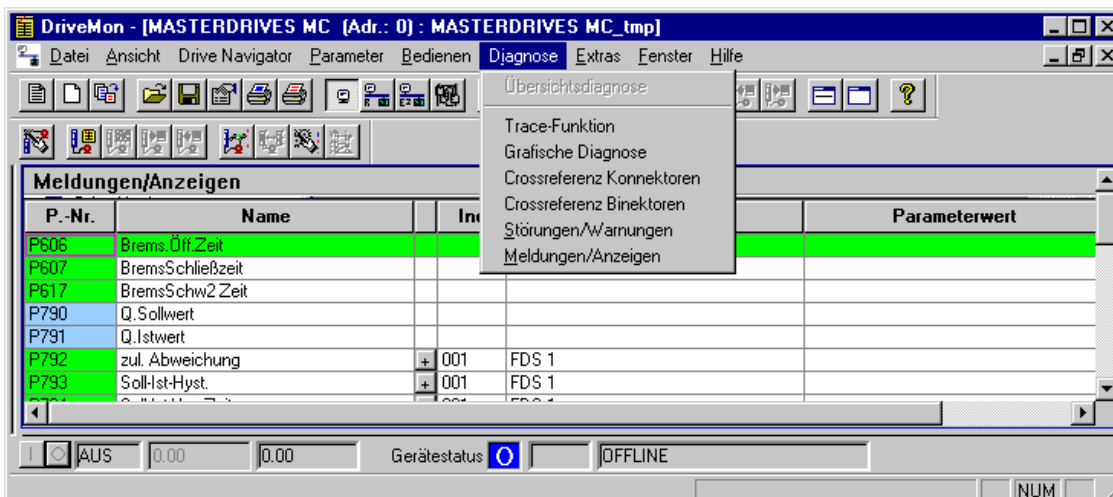 DriveMon - [MASTERDRIVES MC (Adr.: 0) : MASTERDRIVES MC_tmp]
Datei Ansicht Drive Navigator Parameter Bedienen Diagnose Extras Fenster Hilfe
Übersichtsdiagnose
Trace-Funktion
Grafische Diagnose
Crossreferenz Konnektoren
Crossreferenz Binektoren
Störungen/Warnungen
Meldungen/Anzeigen
Meldungen/Anzeigen
P.-Nr. Name Parameterwert
P606 Brems.Öff.Zeit
P607 BremsSchließzeit
P617 BremsSchw2 Zeit
P790 Q.Sollwert
P791 Q.Istwert
P792 zul. Abweichung + 001 FDS 1
P793 Soll-Ist-Hyst. + 001 FDS 1
AUS 0.00 0.00 Gerätestatus O OFFLINE
NUM